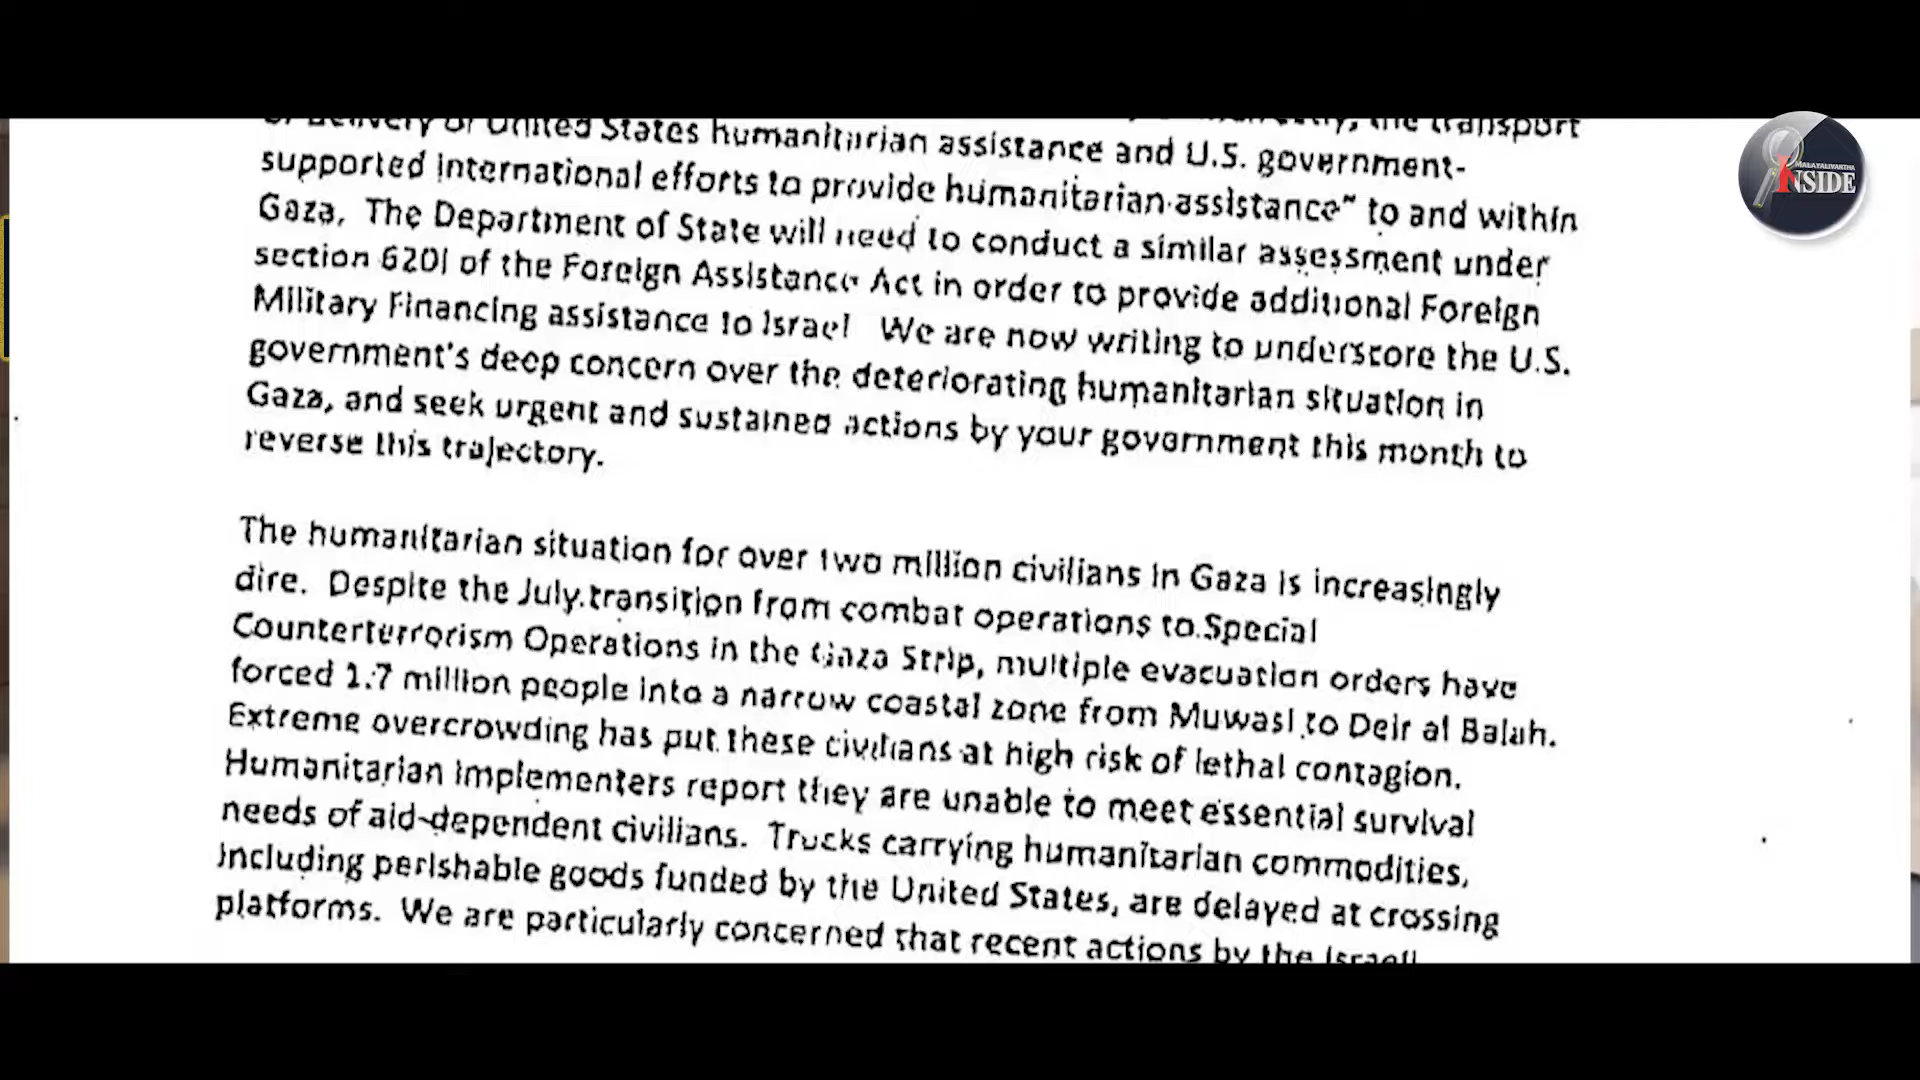 delivery of United States humanitarian assistance and U.S. government-
the transport
supported international efforts to provide humanitarian assistance" to and within
Gaza. The Department of State will need to conduct a similar assessment under
section 620I of the Foreign Assistance Act in order to provide additional Foreign
Military Financing assistance to Israel We are now writing to underscore the U.S.
government's deep concern over the deteriorating humanitarian situation in
Gaza, and seek urgent and sustained actions by your government this month to
reverse this trajectory.
The humanitarian situation for over two million civilians in Gaza is increasingly
dire. Despite the July transition from combat operations to Special
Counterterrorism Operations in the Gaza Strip, multiple evacuation orders have
forced 1.7 million people into a narrow coastal zone from Muwasi to Deir al Balah.
Extreme overcrowding has put these civilians at high risk of lethal contagion.
Humanitarian implementers report they are unable to meet essential survival
needs of aid-dependent civilians. Trucks carrying humanitarian commodities,
including perishable goods funded by the United States, are delayed at crossing
platforms. We are particularly concerned that recent actions by the Israeli
MALAYALIVARTHA
INSIDE